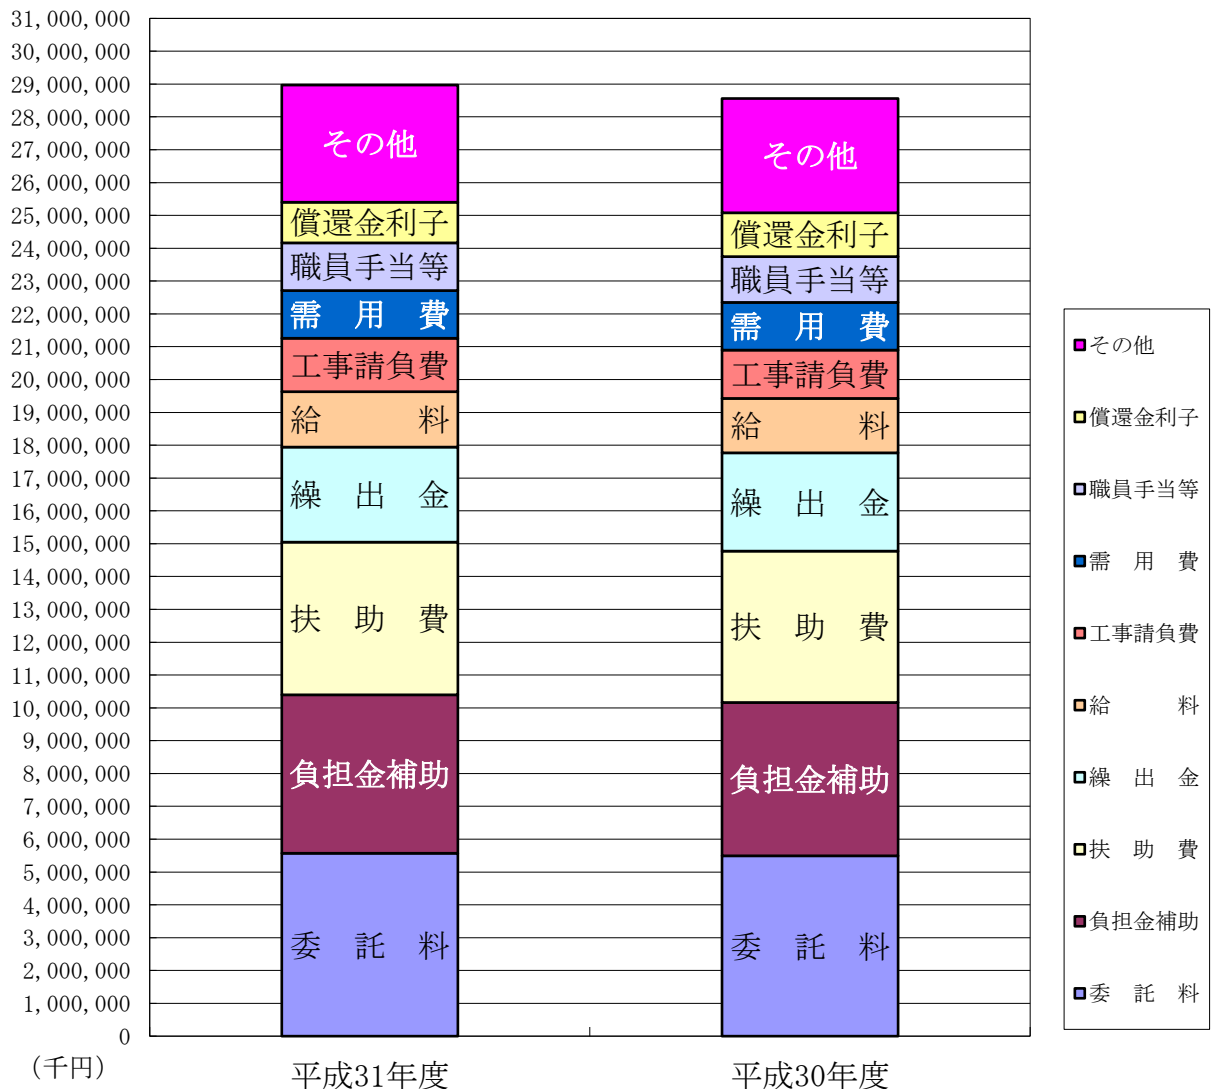 31,000,000
30,000,000
29,000,000
28,000,000
27,000,000
26,000,000
25,000,000
24,000,000
23,000,000
22,000,000
21,000,000
20,000,000
19,000,000
18,000,000
17,000,000
16,000,000
15,000,000
14,000,000
13,000,000
12,000,000
11,000,000
10,000,000
9,000,000
8,000,000
7,000,000
6,000,000
5,000,000
4,000,000
3,000,000
2,000,000
1,000,000
0
(千円)
その他
償還金利子
職員手当等
需 用 費
工事請負費
給 料
繰 出 金
扶 助 費
負担金補助
委 託 料
平成31年度
その他
償還金利子
職員手当等
需 用 費
工事請負費
給 料
繰 出 金
扶 助 費
負担金補助
委 託 料
平成30年度
その他
償還金利子
職員手当等
需 用 費
工事請負費
給 料
繰 出 金
扶 助 費
負担金補助
委 託 料